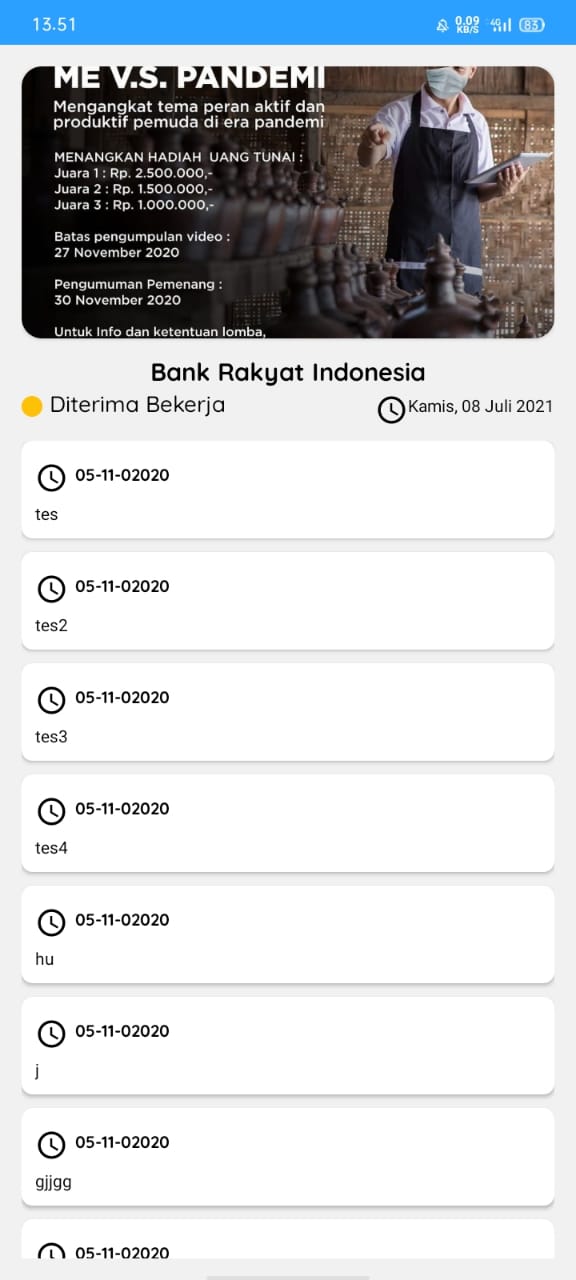 13.51
0.09
KB/S
4G
83
ME V.S. PANDEMI
Mengangkat tema peran aktif dan
produktif pemuda di era pandemi
MENANGKAN HADIAH UANG TUNAI :
Juara 1 : Rp. 2.500.000,-
Juara 2 : Rp. 1.500.000,-
Juara 3 : Rp. 1.000.000,-
Batas pengumpulan video :
27 November 2020
Pengumuman Pemenang :
30 November 2020
Untuk Info dan ketentuan lomba,
Bank Rakyat Indonesia
Diterima Bekerja
Kamis, 08 Juli 2021
05-11-02020
tes
05-11-02020
tes2
05-11-02020
tes3
05-11-02020
tes4
05-11-02020
hu
05-11-02020
j
05-11-02020
gjjgg
05-11-02020